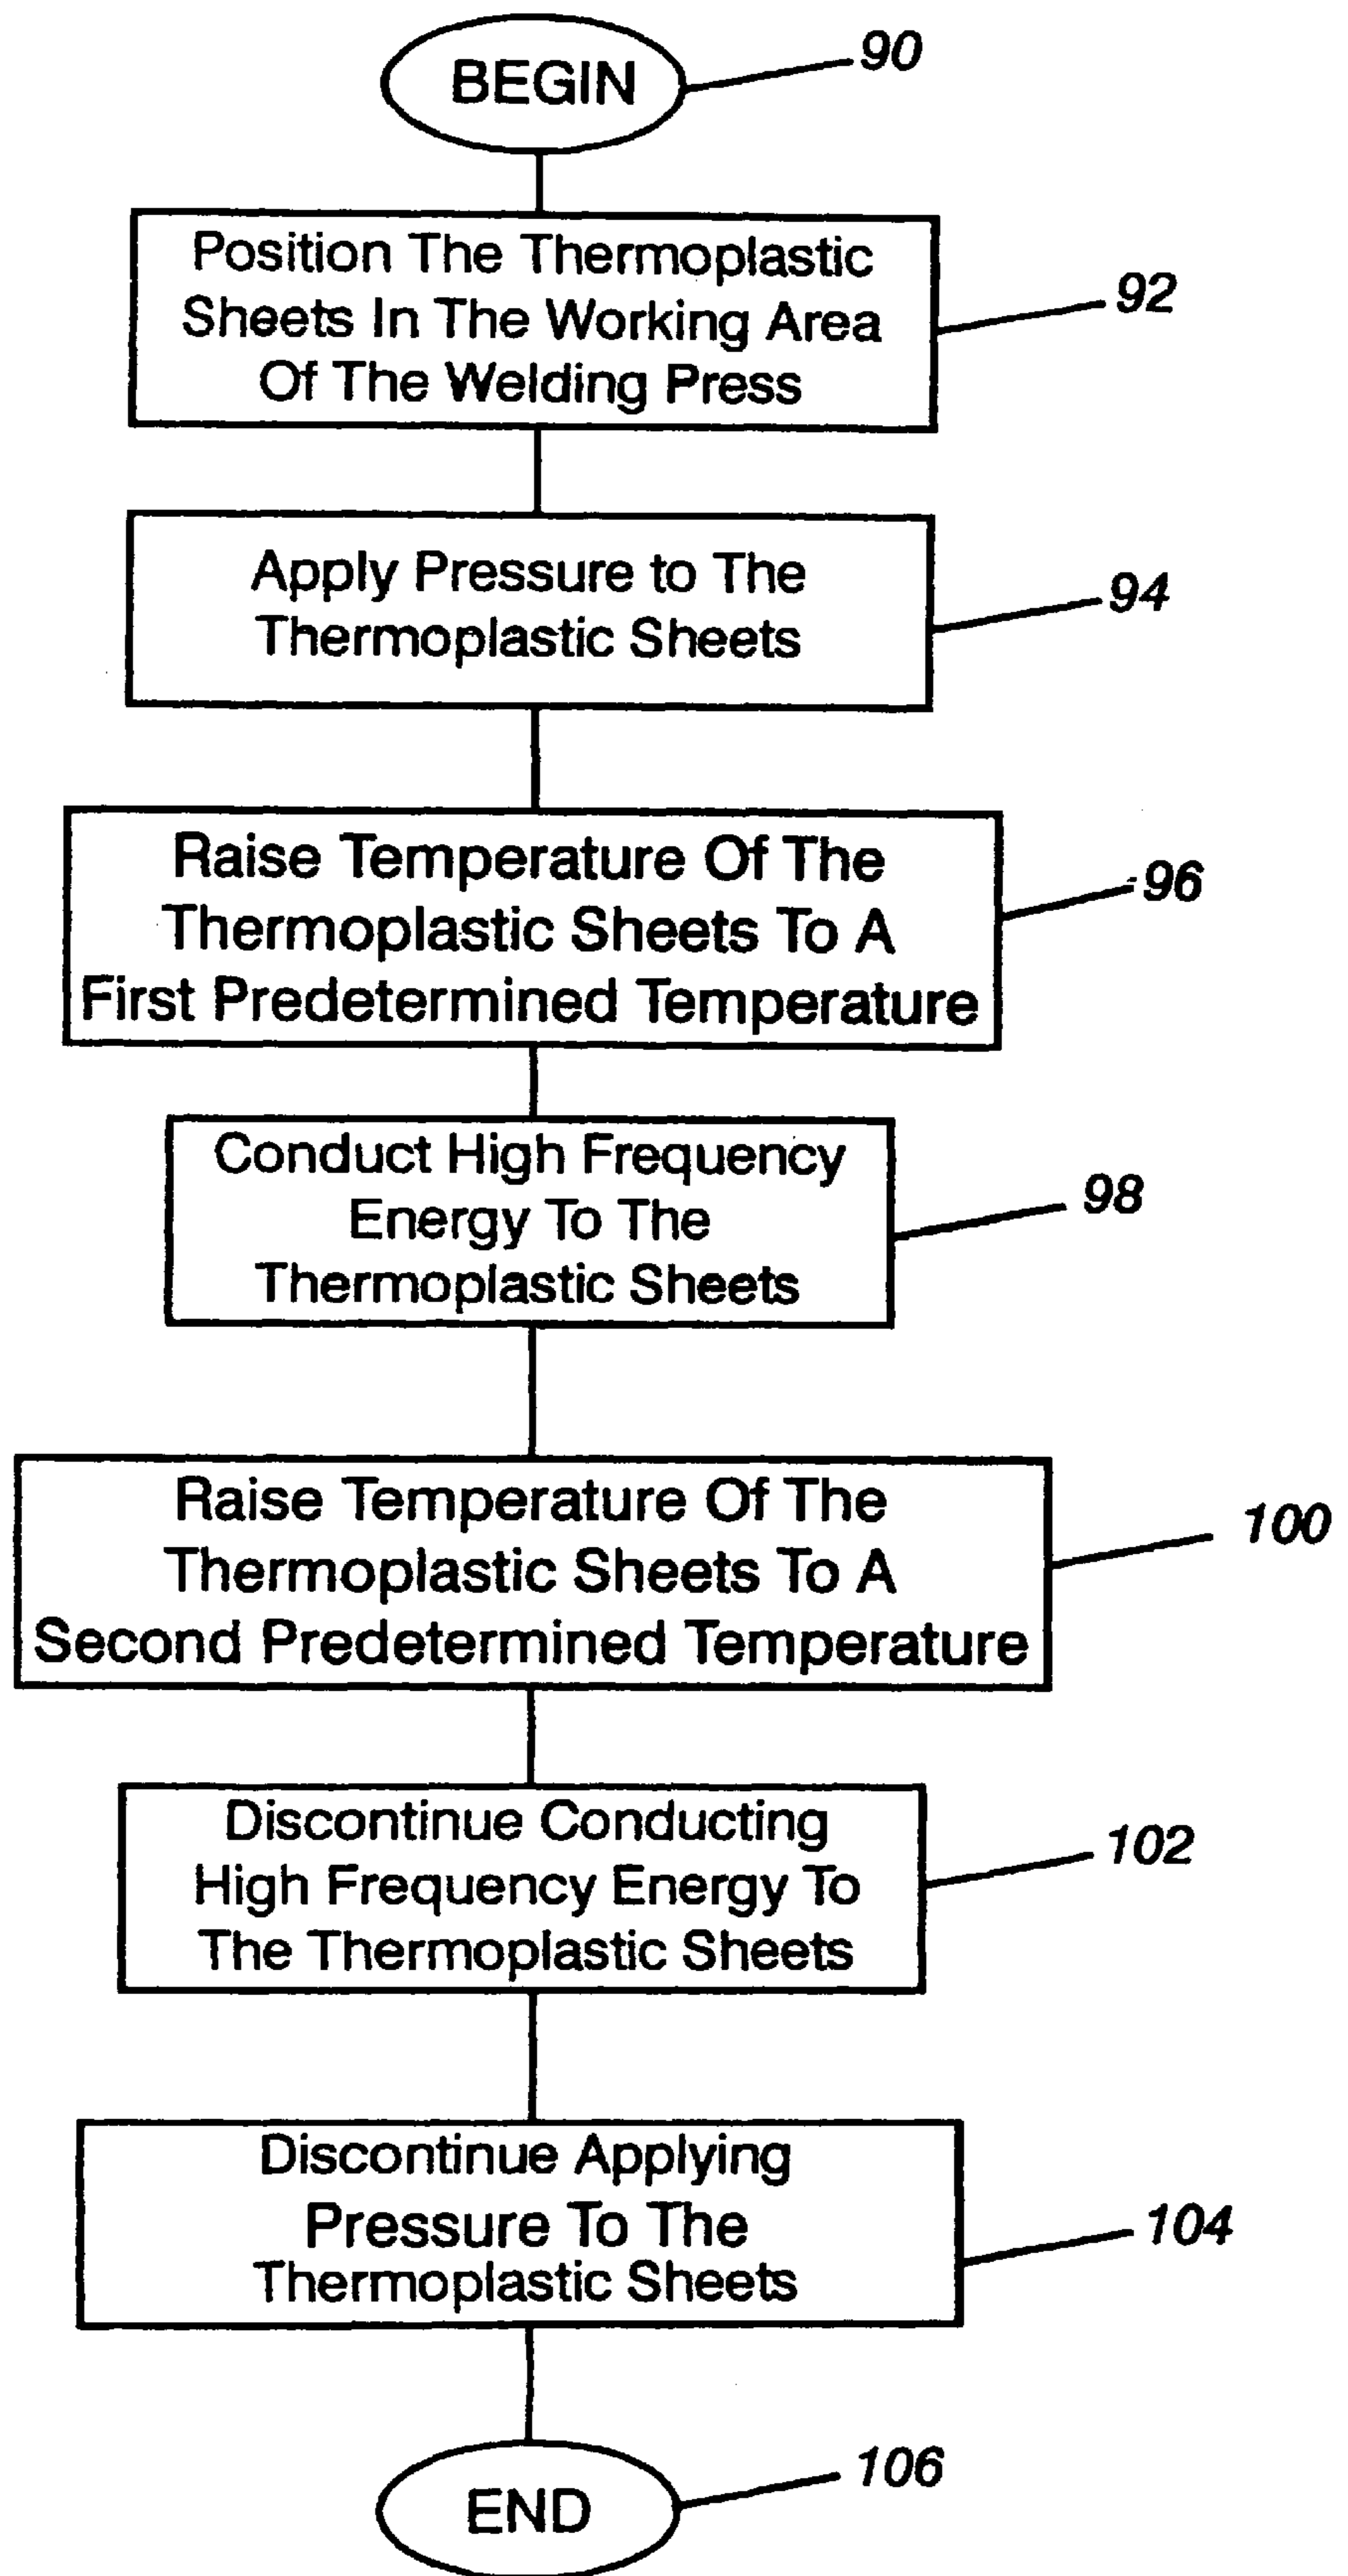 BEGIN
90
Position The Thermoplastic
Sheets In The Working Area
Of The Welding Press
92
Apply Pressure to The
Thermoplastic Sheets
94
Raise Temperature Of The
Thermoplastic Sheets To A
First Predetermined Temperature
96
Conduct High Frequency
Energy To The
Thermoplastic Sheets
98
Raise Temperature Of The
Thermoplastic Sheets To A
Second Predetermined Temperature
100
Discontinue Conducting
High Frequency Energy To
The Thermoplastic Sheets
102
Discontinue Applying
Pressure To The
Thermoplastic Sheets
104
END
106